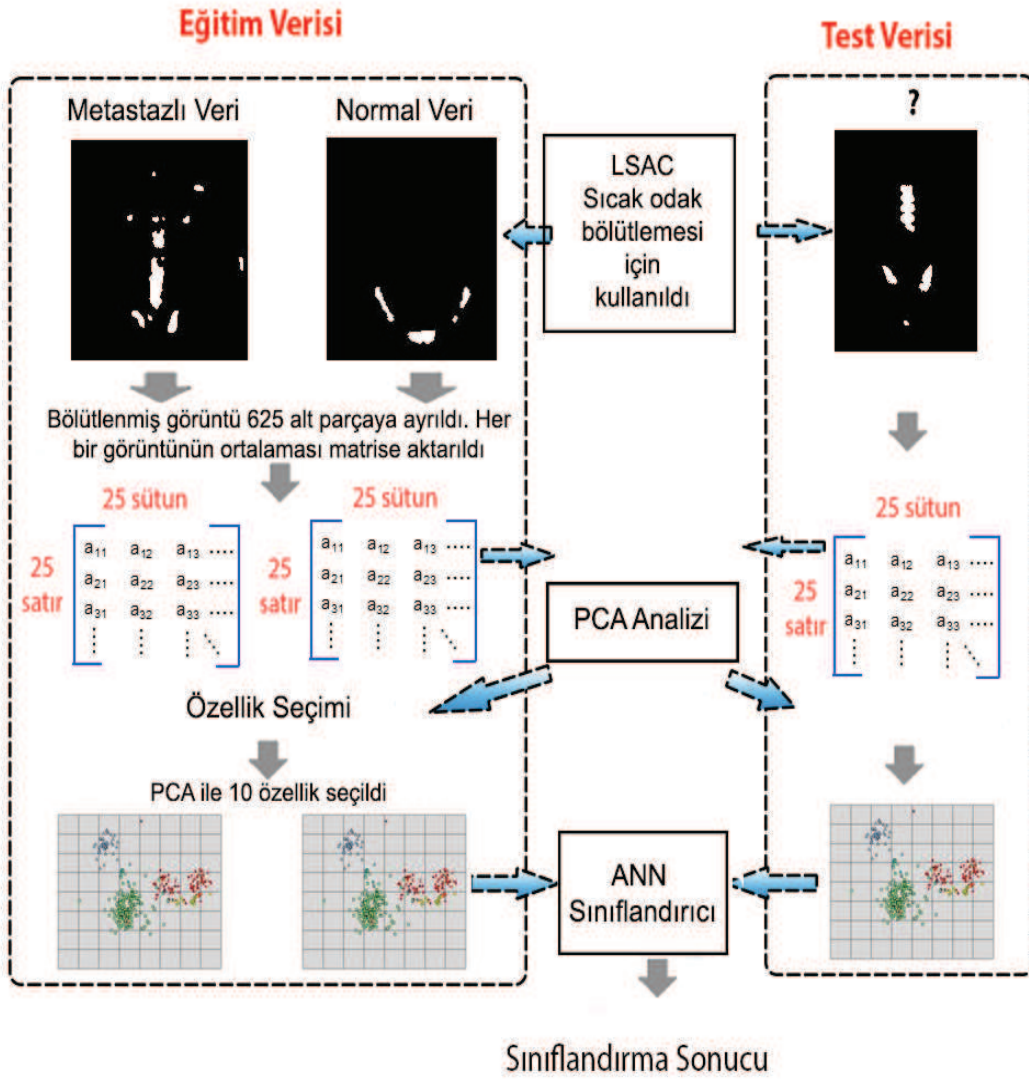 Eğitim Verisi
Test Verisi
Metastazlı Veri
Normal Veri
?
LSAC
Sıcak odak
bölütlemesi
için
kullanıldı
Bölütlenmiş görüntü 625 alt parçaya ayrıldı. Her
bir görüntünün ortalaması matrise aktarıldı
25 sütun
25 satır
a11 a12 a13 ....
a21 a22 a23 ....
a31 a32 a33 ....
25 sütun
25 satır
a11 a12 a13 ....
a21 a22 a23 ....
a31 a32 a33 ....
25 sütun
25 satır
a11 a12 a13 ....
a21 a22 a23 ....
a31 a32 a33 ....
PCA Analizi
Özellik Seçimi
PCA ile 10 özellik seçildi
ANN
Sınıflandırıcı
Sınıflandırma Sonucu